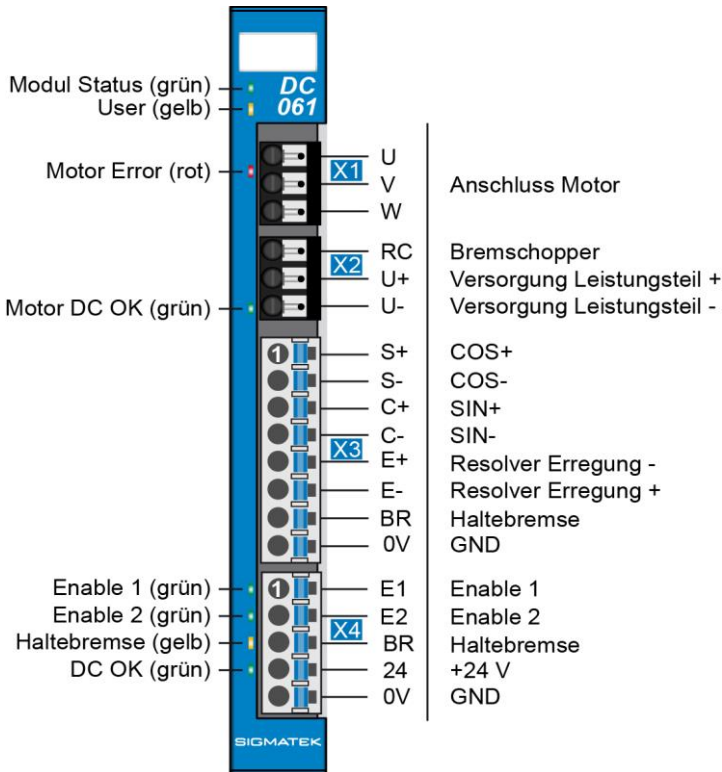 DC
061
Modul Status (grün)
User (gelb)
Motor Error (rot)
Motor DC OK (grün)
Enable 1 (grün)
Enable 2 (grün)
Haltebremse (gelb)
DC OK (grün)
X1
U
V Anschluss Motor
W
X2
RC Bremschopper
U+ Versorgung Leistungsteil +
U- Versorgung Leistungsteil -
X3
1 S+ COS+
S- COS-
C+ SIN+
C- SIN-
E+ Resolver Erregung -
E- Resolver Erregung +
BR Haltebremse
0V GND
X4
1 E1 Enable 1
E2 Enable 2
BR Haltebremse
24 +24 V
0V GND
SIGMATEK